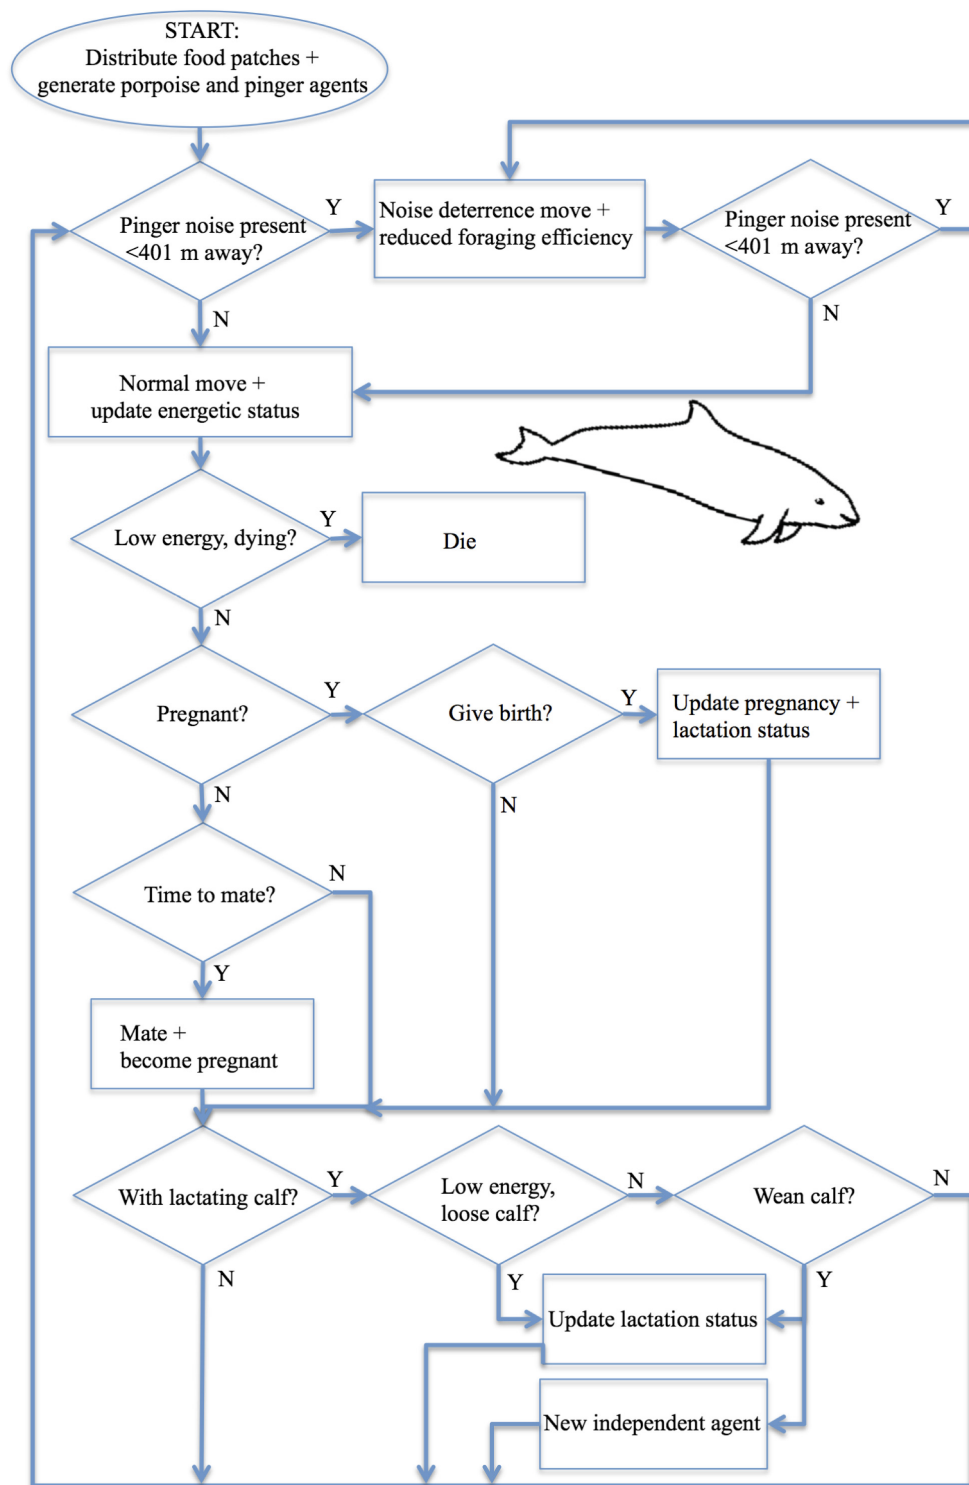 START:
Distribute food patches +
generate porpoise and pinger agents
Pinger noise present
<401 m away?
Y
N
Noise deterrence move +
reduced foraging efficiency
Pinger noise present
<401 m away?
Y
N
Normal move +
update energetic status
Low energy, dying?
Y
N
Die
Pregnant?
Y
N
Give birth?
Y
N
Update pregnancy +
lactation status
Time to mate?
N
Y
Mate +
become pregnant
With lactating calf?
Y
N
Low energy,
loose calf?
N
Y
Wean calf?
N
Y
Update lactation status
New independent agent